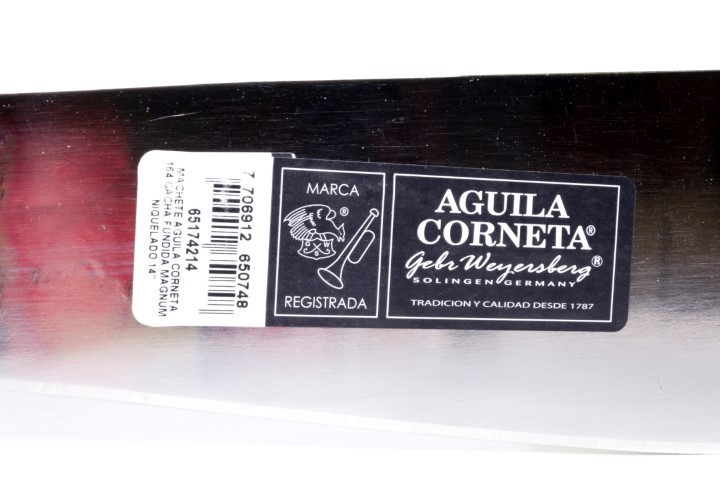 7 706912 650748
65174214
MACHETE AGUILA CORNETA
164 CACHA FUNDIDA MAGNUM
NIQUELADO 14"
MARCA
®
G W
S
REGISTRADA
AGUILA
CORNETA®
Gebr Weyersberg®
SOLINGEN GERMANY
TRADICION Y CALIDAD DESDE 1787